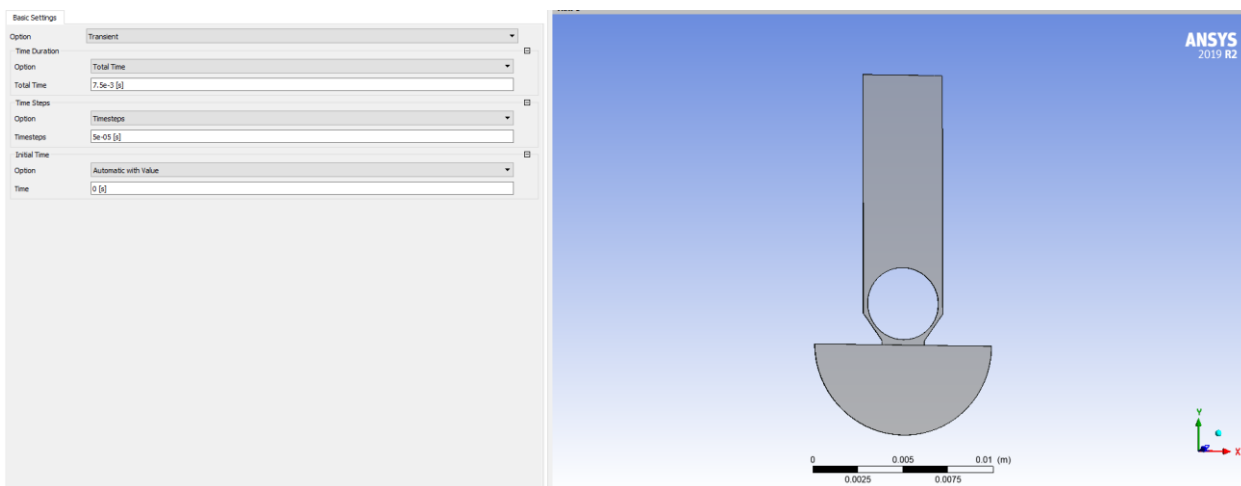 Basic Settings
Option Transient
Time Duration
Option Total Time
Total Time 7.5e-3 [s]
Time Steps
Option Timesteps
Timesteps 5e-05 [s]
Initial Time
Option Automatic with Value
Time 0 [s]
ANSYS
2019 R2
0 0.005 0.01 (m)
0.0025 0.0075
Y
X